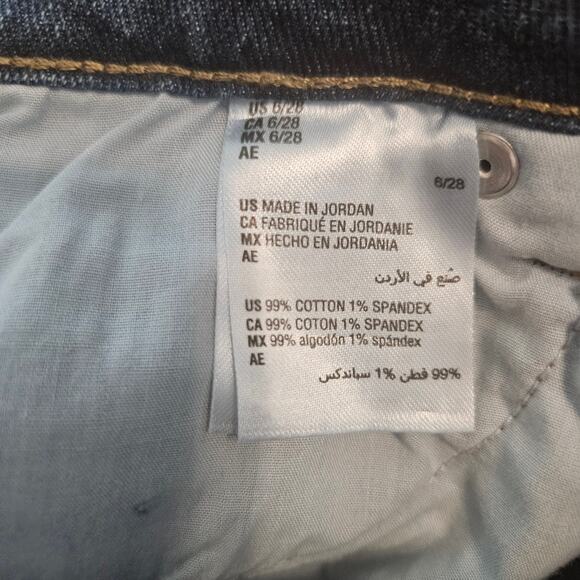 US 6/28
CA 6/28
MX 6/28
AE
6/28
US MADE IN JORDAN
CA FABRIQUÉ EN JORDANIE
MX HECHO EN JORDANIA
AE
صُنع في الأردن
US 99% COTTON 1% SPANDEX
CA 99% COTON 1% SPANDEX
MX 99% algodón 1% spándex
AE
99% قطن 1% سباندكس